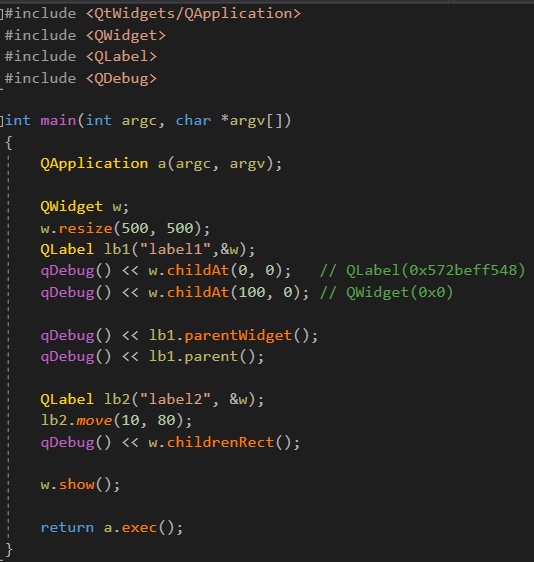 #include <QtWidgets/QApplication>
#include <QWidget>
#include <QLabel>
#include <QDebug>
int main(int argc, char *argv[])
{
QApplication a(argc, argv);
QWidget w;
w.resize(500, 500);
QLabel lb1("label1",&w);
qDebug() << w.childAt(0, 0);   // QLabel(0x572beff548)
qDebug() << w.childAt(100, 0); // QWidget(0x0)
qDebug() << lb1.parentWidget();
qDebug() << lb1.parent();
QLabel lb2("label2", &w);
lb2.move(10, 80);
qDebug() << w.childrenRect();
w.show();
return a.exec();
}